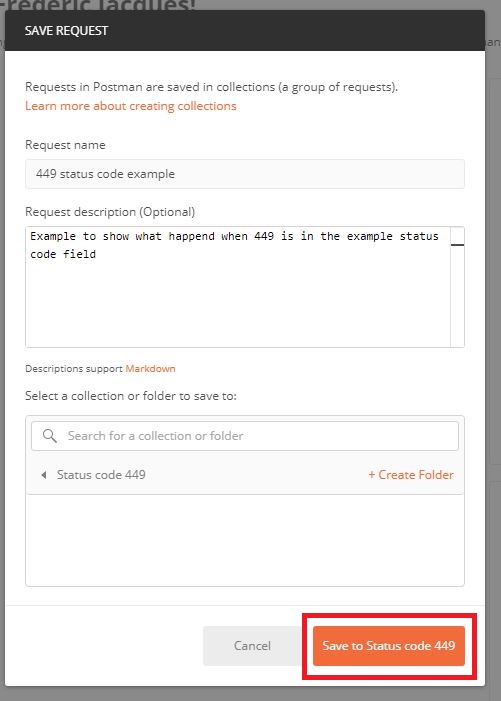 Frederic Jacques!
SAVE REQUEST
Requests in Postman are saved in collections (a group of requests).
Learn more about creating collections
Request name
449 status code example
Request description (Optional)
Example to show what happend when 449 is in the example status
code field
Descriptions support Markdown
Select a collection or folder to save to:
Search for a collection or folder
Status code 449 + Create Folder
Cancel Save to Status code 449